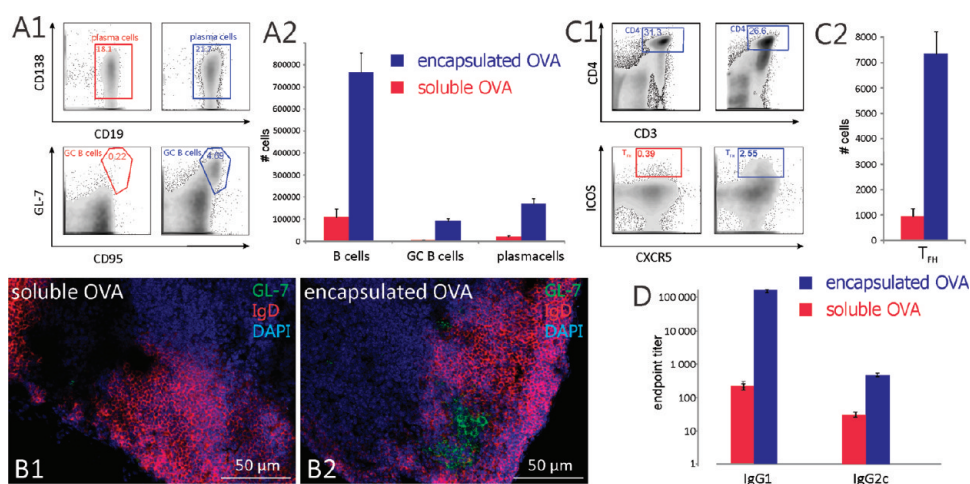 A1
plasma cells
18.1
plasma cells
CD138
CD19
GC B cells
0.22
GC B cells
4.09
GL-7
CD95
A2
encapsulated OVA
soluble OVA
# cells
900000
800000
700000
600000
500000
400000
300000
200000
100000
0
B cells
GC B cells
plasmacells
C1
CD4
31.3
CD4
26.6
CD4
CD3
TFH
0.39
TFH
2.55
ICOS
CXCR5
C2
# cells
8000
7000
6000
5000
4000
3000
2000
1000
0
TFH
soluble OVA
GL-7
IgD
DAPI
B1
50 µm
encapsulated OVA
GL-7
IgD
DAPI
B2
50 µm
D
encapsulated OVA
soluble OVA
endpoint titer
100 000
10 000
1 000
100
10
1
IgG1
IgG2c